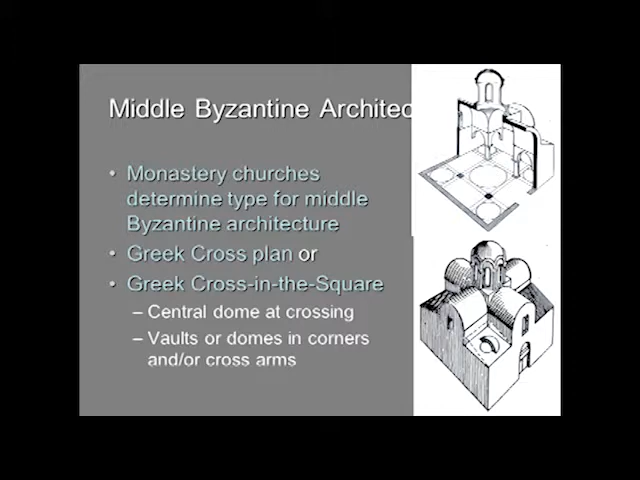 Middle Byzantine Architec
• Monastery churches
determine type for middle
Byzantine architecture
• Greek Cross plan or
• Greek Cross-in-the-Square
– Central dome at crossing
– Vaults or domes in corners
and/or cross arms